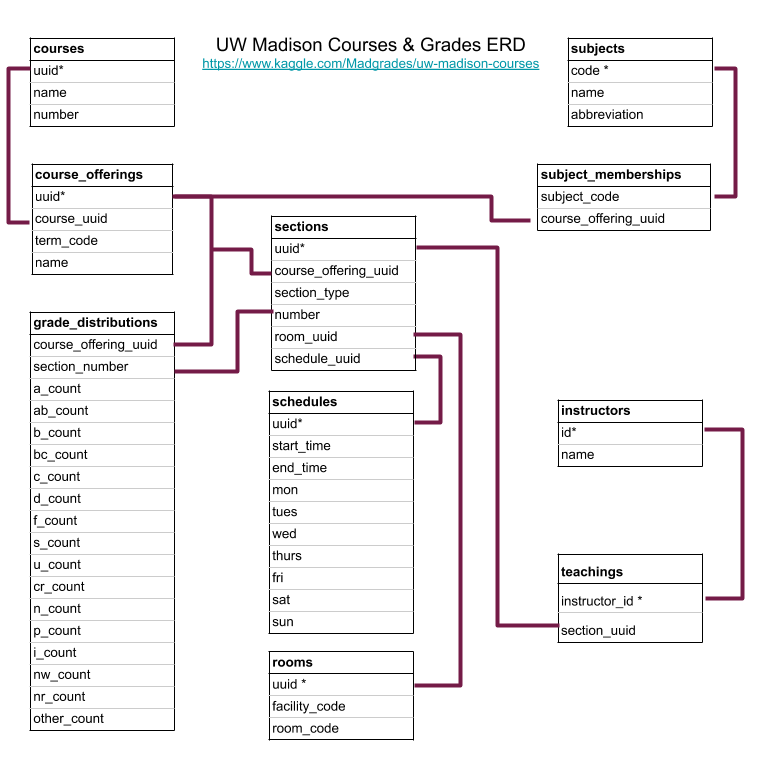 UW Madison Courses & Grades ERD
https://www.kaggle.com/Madgrades/uw-madison-courses
courses
uuid*
name
number
subjects
code *
name
abbreviation
course_offerings
uuid*
course_uuid
term_code
name
subject_memberships
subject_code
course_offering_uuid
sections
uuid*
course_offering_uuid
section_type
number
room_uuid
schedule_uuid
grade_distributions
course_offering_uuid
section_number
a_count
ab_count
b_count
bc_count
c_count
d_count
f_count
s_count
u_count
cr_count
n_count
p_count
i_count
nw_count
nr_count
other_count
schedules
uuid*
start_time
end_time
mon
tues
wed
thurs
fri
sat
sun
instructors
id*
name
teachings
instructor_id *
section_uuid
rooms
uuid *
facility_code
room_code